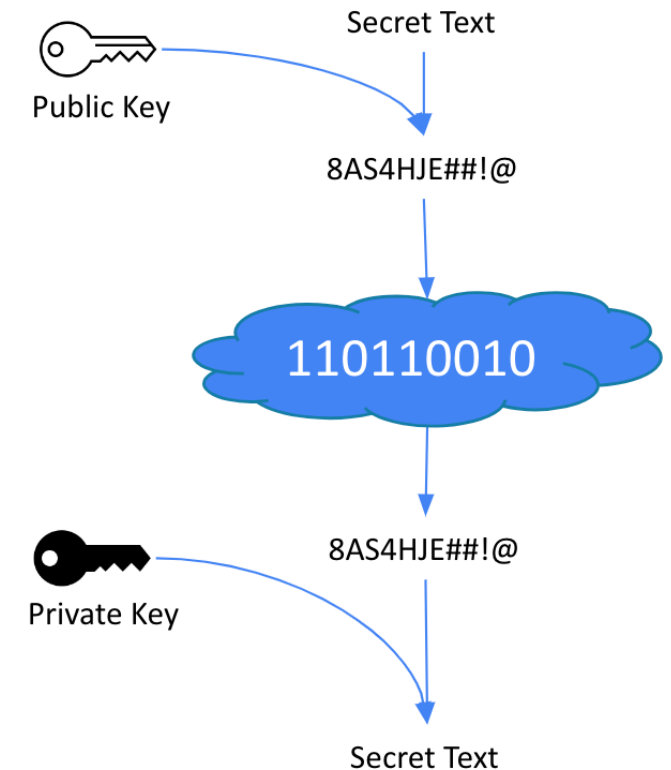 Secret Text
Public Key
8AS4HJE##!@
110110010
8AS4HJE##!@
Private Key
Secret Text